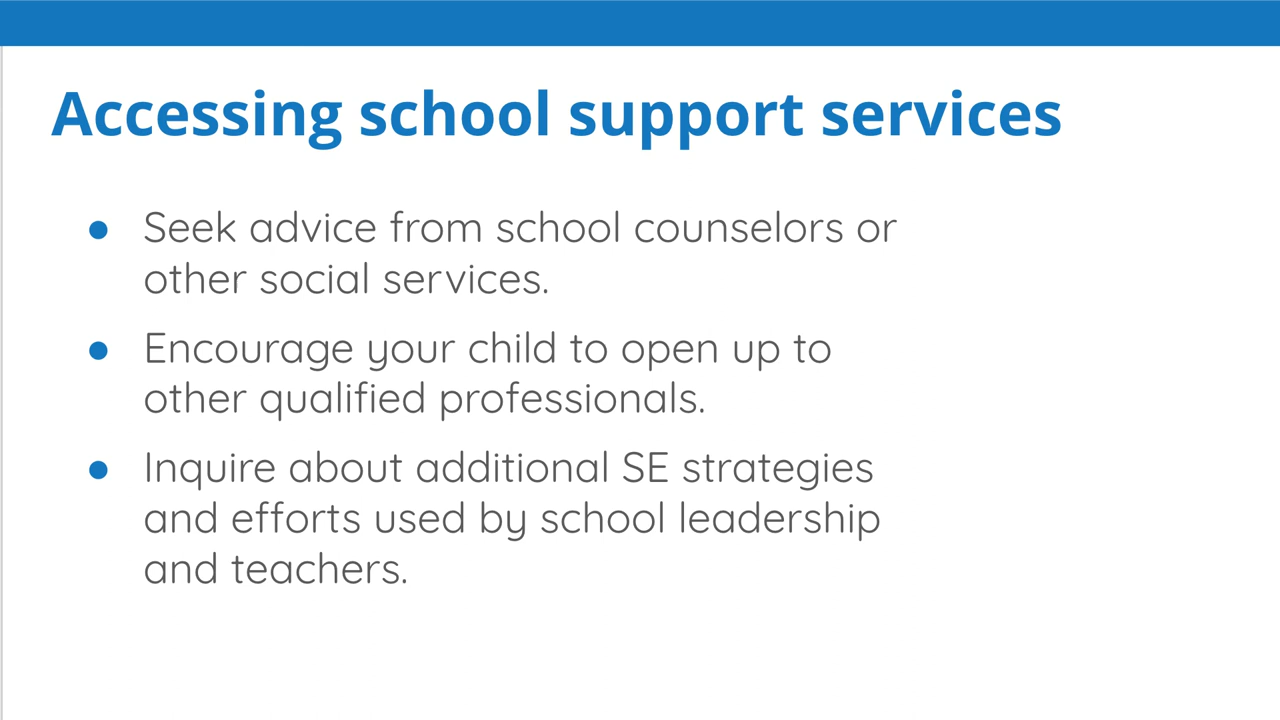 Accessing school support services
● Seek advice from school counselors or
other social services.
● Encourage your child to open up to
other qualified professionals.
● Inquire about additional SE strategies
and efforts used by school leadership
and teachers.